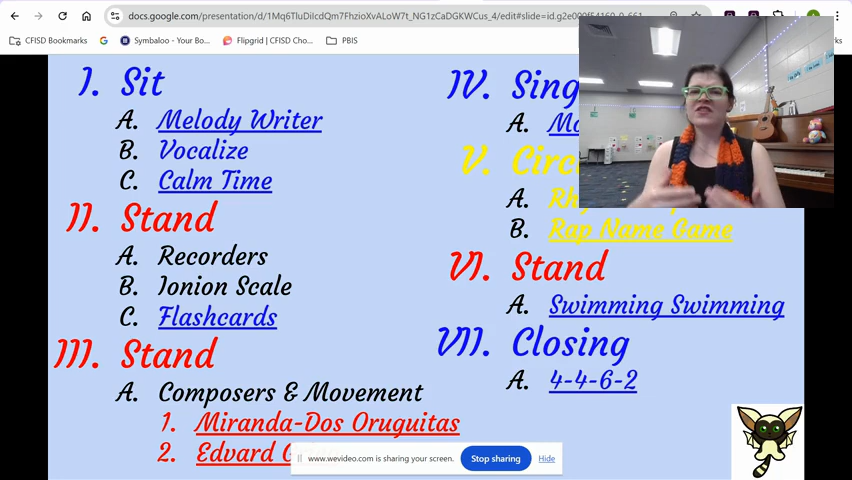 docs.google.com/presentation/d/1Mq6TluDiIcdQm7FhzioXvALoW7t_NG1zCaDGKWCus_4/edit#slide=id.g2e000f54160_0_661
CFISD Bookmarks
Symbaloo - Your Bo...
Flipgrid | CFISD Cho...
PBIS
I. Sit
A. Melody Writer
B. Vocalize
C. Calm Time
II. Stand
A. Recorders
B. Ionion Scale
C. Flashcards
III. Stand
A. Composers & Movement
1. Miranda-Dos Oruguitas
2. Edvard
IV. Sing
A.
V.
A.
B. Rap Name Game
VI. Stand
A. Swimming Swimming
VII. Closing
A. 4-4-6-2
www.wevideo.com is sharing your screen.
Stop sharing
Hide